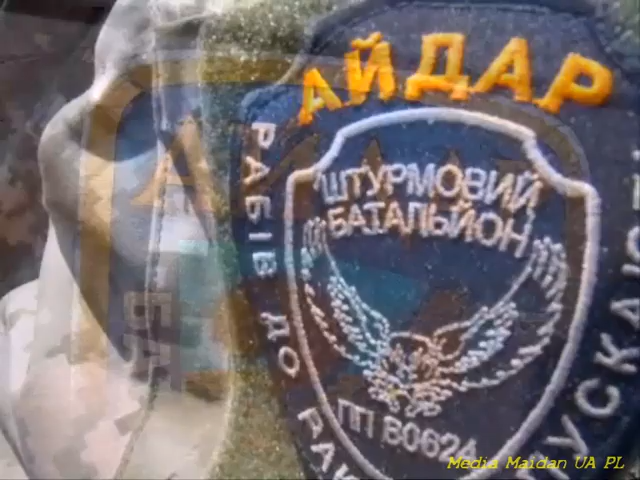 АЙДАР
ШТУРМОВИЙ
БАТАЛЬЙОН
ПП В0624
РАБІВ ДО
Media Maidan UA PL